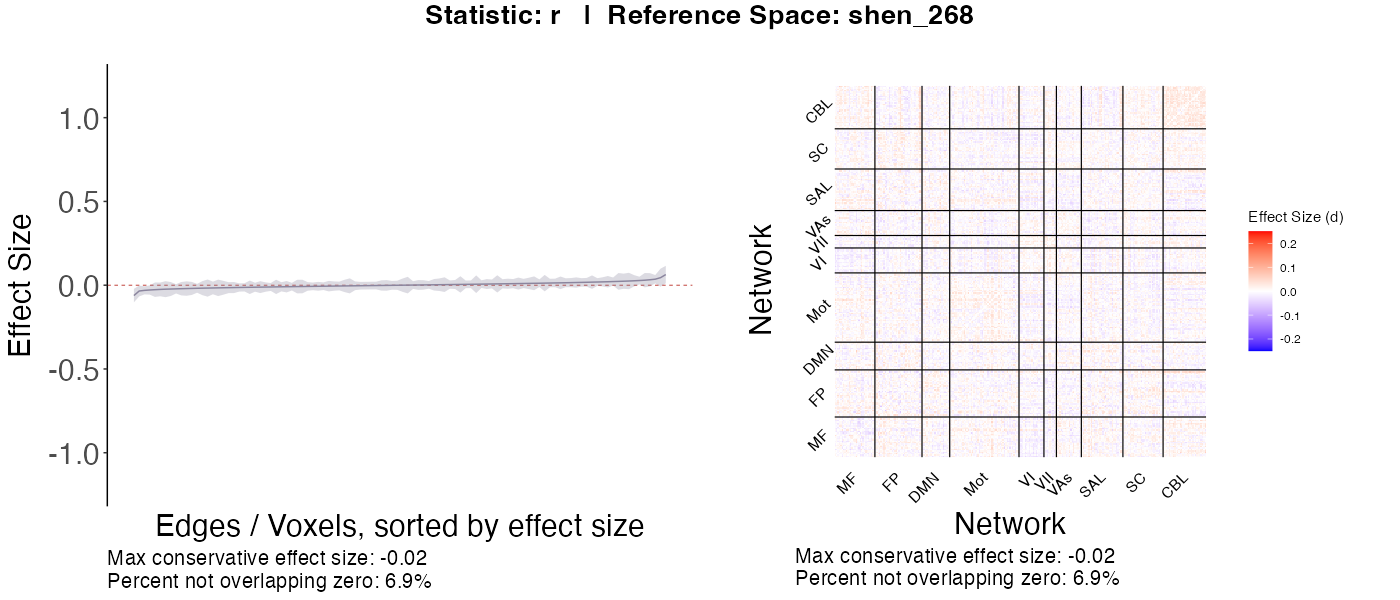 Statistic: r | Reference Space: shen_268
Effect Size
1.0
0.5
0.0
-0.5
-1.0
Edges / Voxels, sorted by effect size
Max conservative effect size: -0.02
Percent not overlapping zero: 6.9%
Network
CBL
SC
SAL
VAs
VII
VI
Mot
DMN
FP
MF
MF
FP
DMN
Mot
VI
VII
VAs
SAL
SC
CBL
Network
Max conservative effect size: -0.02
Percent not overlapping zero: 6.9%
Effect Size (d)
0.2
0.1
0.0
-0.1
-0.2